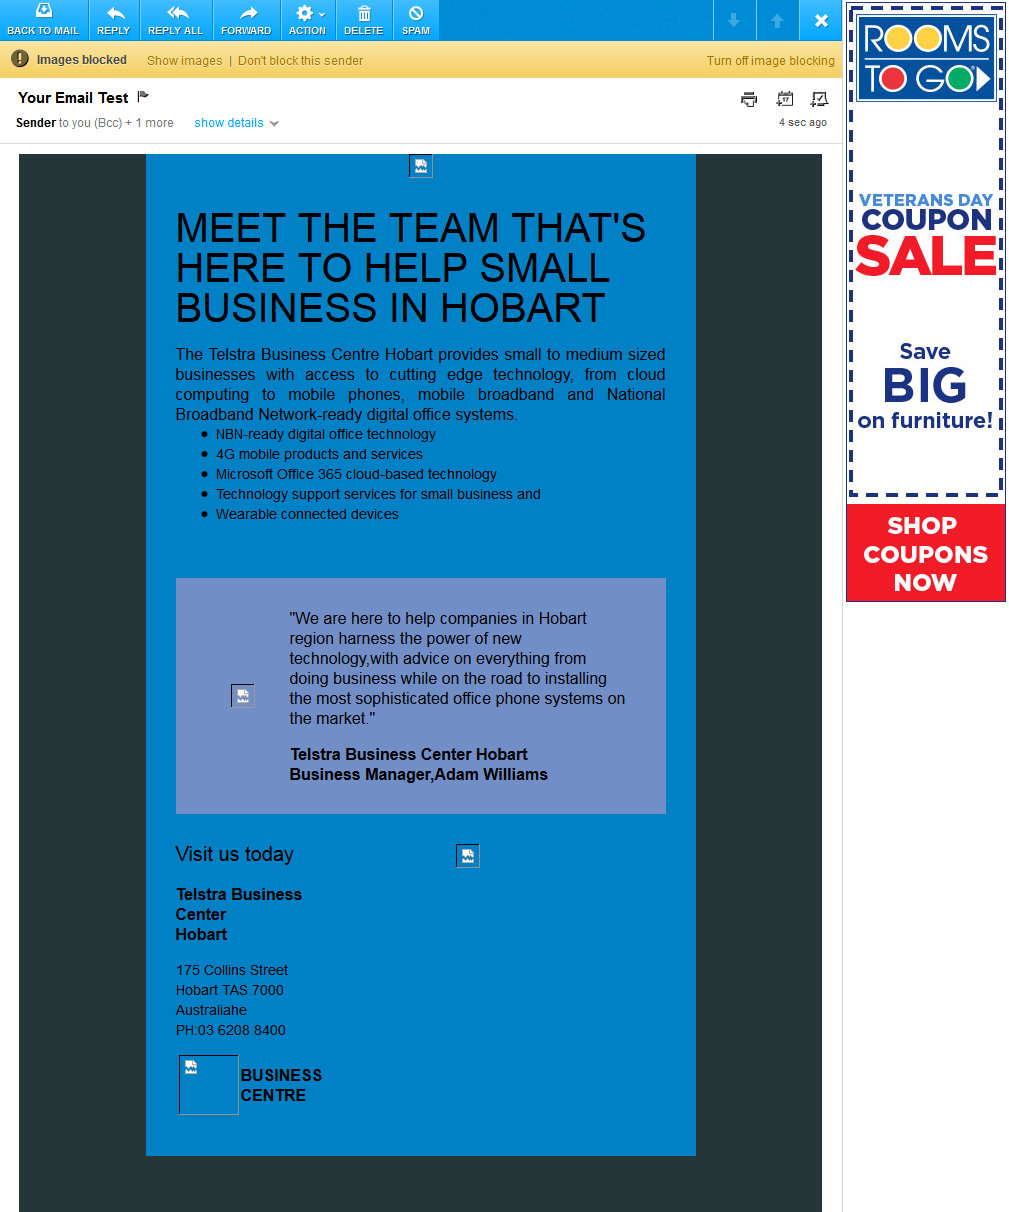 BACK TO MAIL
REPLY
REPLY ALL
FORWARD
ACTION
DELETE
SPAM
Images blocked
Show images | Don't block this sender
Turn off image blocking
Your Email Test
17
Sender to you (Bcc) + 1 more
show details
4 sec ago
MEET THE TEAM THAT'S
HERE TO HELP SMALL
BUSINESS IN HOBART
The Telstra Business Centre Hobart provides small to medium sized
businesses with access to cutting edge technology, from cloud
computing to mobile phones, mobile broadband and National
Broadband Network-ready digital office systems.
• NBN-ready digital office technology
• 4G mobile products and services
• Microsoft Office 365 cloud-based technology
• Technology support services for small business and
• Wearable connected devices
"We are here to help companies in Hobart
region harness the power of new
technology,with advice on everything from
doing business while on the road to installing
the most sophisticated office phone systems on
the market."
Telstra Business Center Hobart
Business Manager,Adam Williams
Visit us today
Telstra Business
Center
Hobart
175 Collins Street
Hobart TAS 7000
Australiahe
PH:03 6208 8400
BUSINESS
CENTRE
ROOMS
TO GO
VETERANS DAY
COUPON
SALE
Save
BIG
on furniture!
SHOP
COUPONS
NOW